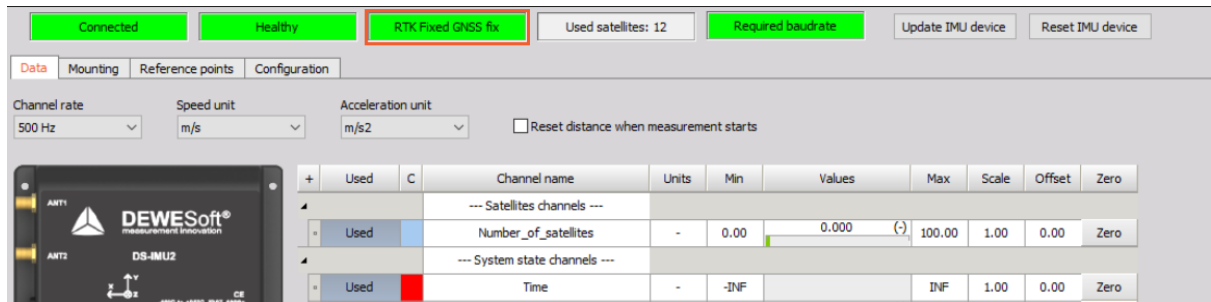 Connected Healthy RTK Fixed GNSS fix Used satellites: 12 Required baudrate Update IMU device Reset IMU device
Data Mounting Reference points Configuration
Channel rate Speed unit Acceleration unit
500 Hz m/s m/s2 Reset distance when measurement starts
+ Used C Channel name Units Min Values Max Scale Offset Zero
ANT1
DEWESoft®
measurement innovation
--- Satellites channels ---
Used Number_of_satellites - 0.00 0.000 (-) 100.00 1.00 0.00 Zero
ANT2 DS-IMU2
--- System state channels ---
Y
X Z
CE
Used Time - -INF INF 1.00 0.00 Zero